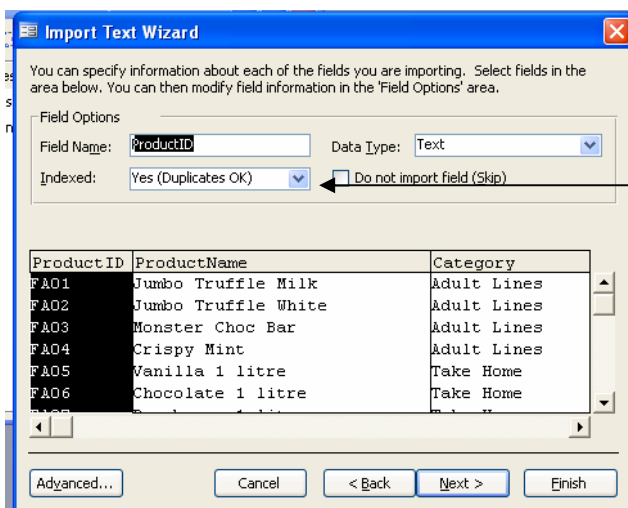 Import Text Wizard
You can specify information about each of the fields you are importing. Select fields in the
area below. You can then modify field information in the 'Field Options' area.
Field Options
Field Name: ProductID Data Type: Text
Indexed: Yes (Duplicates OK) Do not import field (Skip)
ProductID ProductName Category
FA01 Jumbo Truffle Milk Adult Lines
FA02 Jumbo Truffle White Adult Lines
FA03 Monster Choc Bar Adult Lines
FA04 Crispy Mint Adult Lines
FA05 Vanilla 1 litre Take Home
FA06 Chocolate 1 litre Take Home
Advanced... Cancel < Back Next > Finish